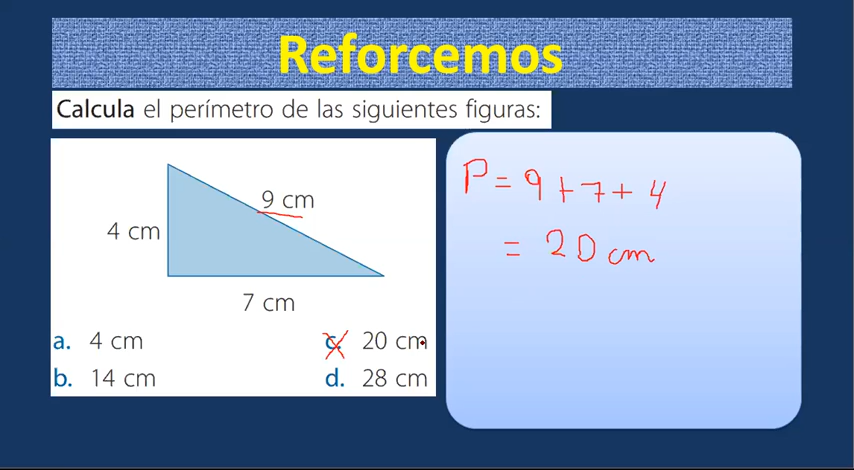 Reforcemos
Calcula el perímetro de las siguientes figuras:
9 cm
4 cm
7 cm
a. 4 cm
c. 20 cm
b. 14 cm
d. 28 cm
P = 9 + 7 + 4
= 20 cm